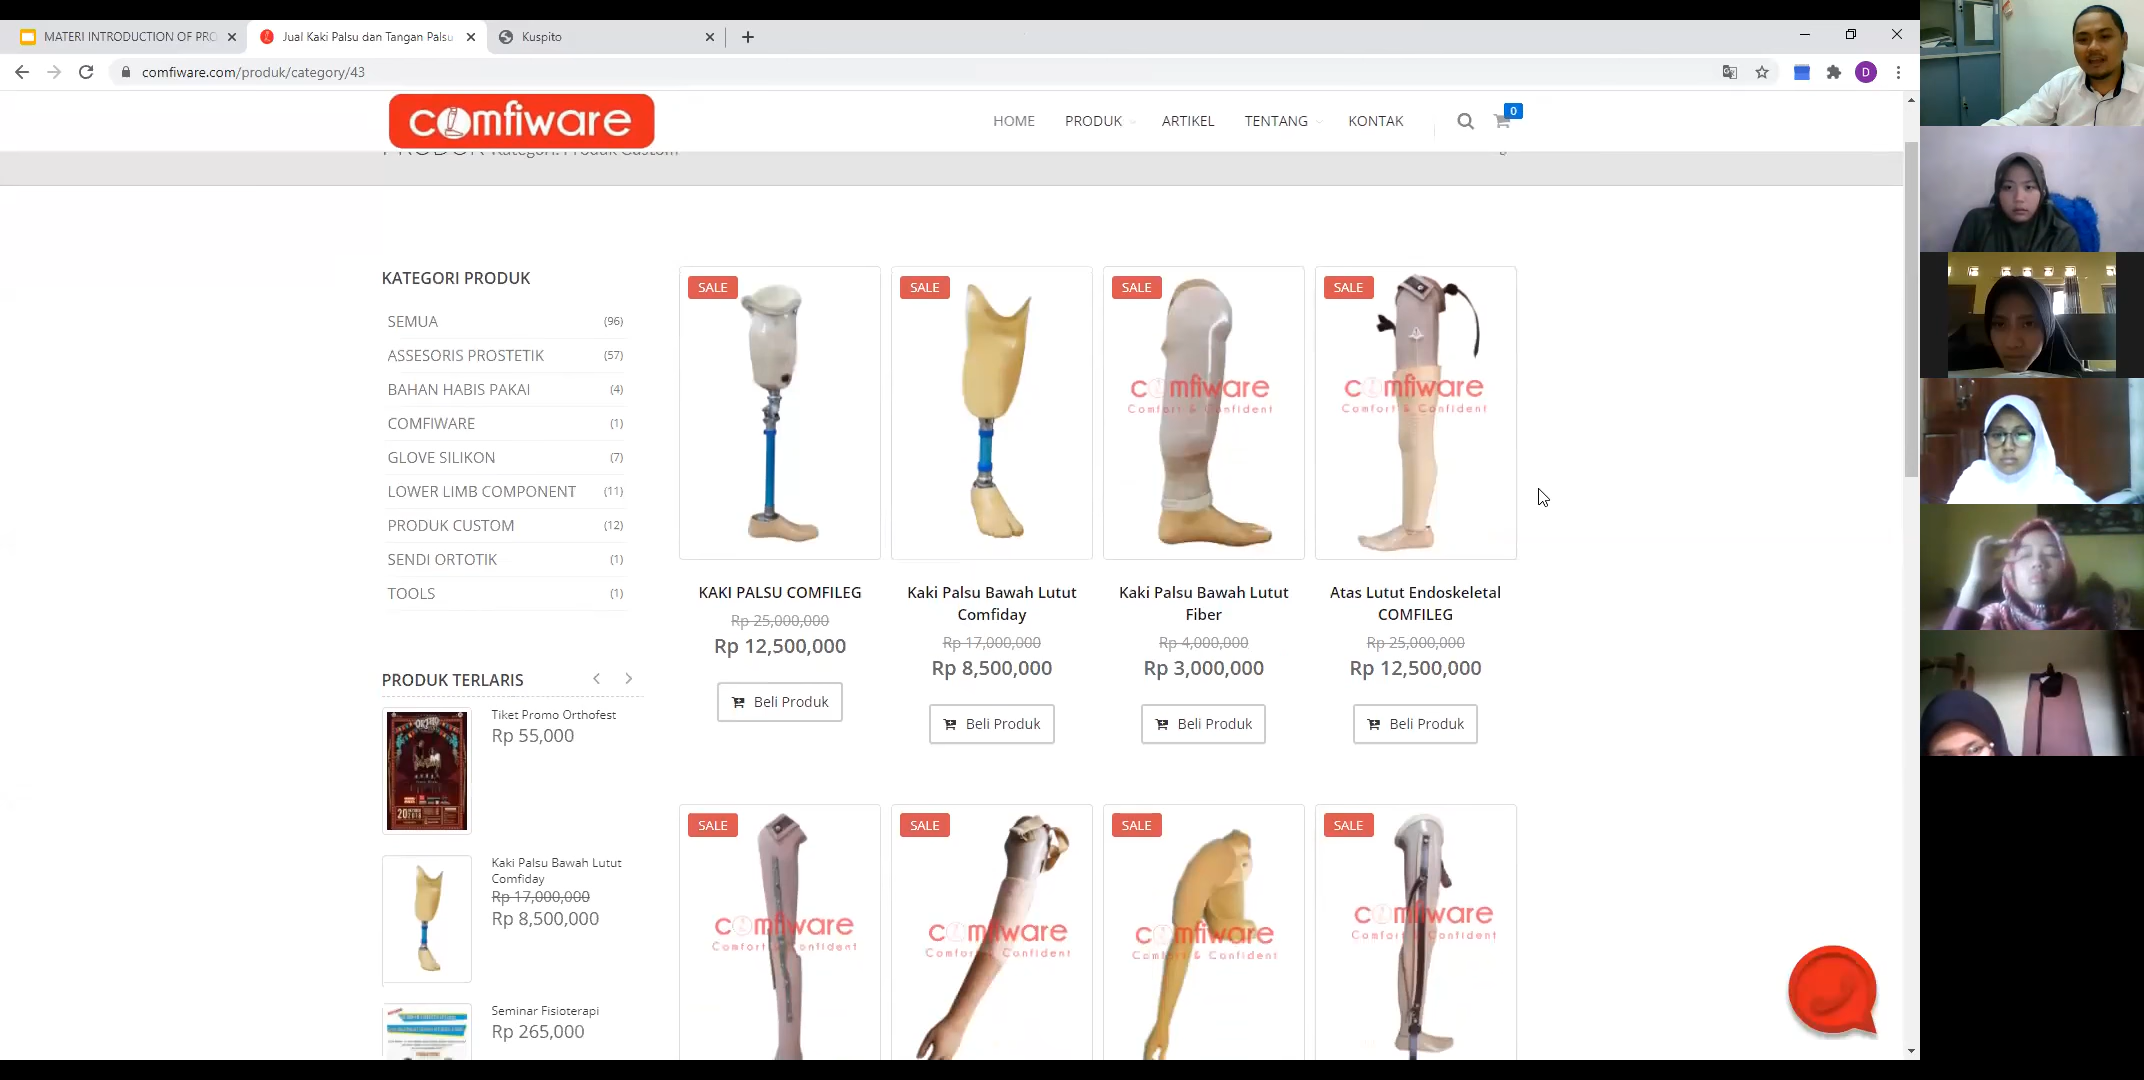 MATERI INTRODUCTION OF PRO
Jual Kaki Palsu dan Tangan Palsu
Kuspito
comfiware.com/produk/category/43
D
comfiware
HOME
PRODUK
ARTIKEL
TENTANG
KONTAK
0
PRODUK Kategori: Produk Custom
KATEGORI PRODUK
SEMUA (96)
ASSESORIS PROSTETIK (57)
BAHAN HABIS PAKAI (4)
COMFIWARE (1)
GLOVE SILIKON (7)
LOWER LIMB COMPONENT (11)
PRODUK CUSTOM (12)
SENDI ORTOTIK (1)
TOOLS (1)
PRODUK TERLARIS
Tiket Promo Orthofest
Rp 55,000
Kaki Palsu Bawah Lutut
Comfiday
Rp 17,000,000
Rp 8,500,000
Seminar Fisioterapi
Rp 265,000
SALE
KAKI PALSU COMFILEG
Rp 25,000,000
Rp 12,500,000
Beli Produk
SALE
Kaki Palsu Bawah Lutut
Comfiday
Rp 17,000,000
Rp 8,500,000
Beli Produk
SALE
comfiware
Comfort & Confident
Kaki Palsu Bawah Lutut
Fiber
Rp 4,000,000
Rp 3,000,000
Beli Produk
SALE
comfiware
Comfort & Confident
Atas Lutut Endoskeletal
COMFILEG
Rp 25,000,000
Rp 12,500,000
Beli Produk
SALE
comfiware
Comfort & Confident
SALE
comfiware
Comfort & Confident
SALE
comfiware
Comfort & Confident
SALE
comfiware
Comfort & Confident